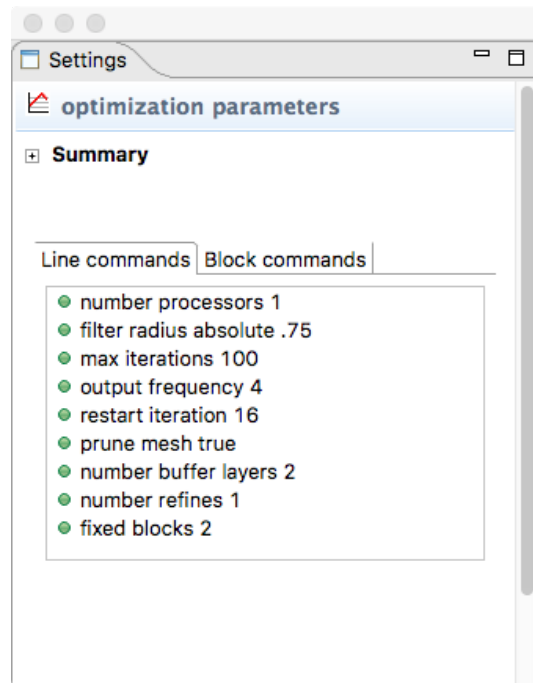 Settings
optimization parameters
Summary
Line commands Block commands
number processors 1
filter radius absolute .75
max iterations 100
output frequency 4
restart iteration 16
prune mesh true
number buffer layers 2
number refines 1
fixed blocks 2